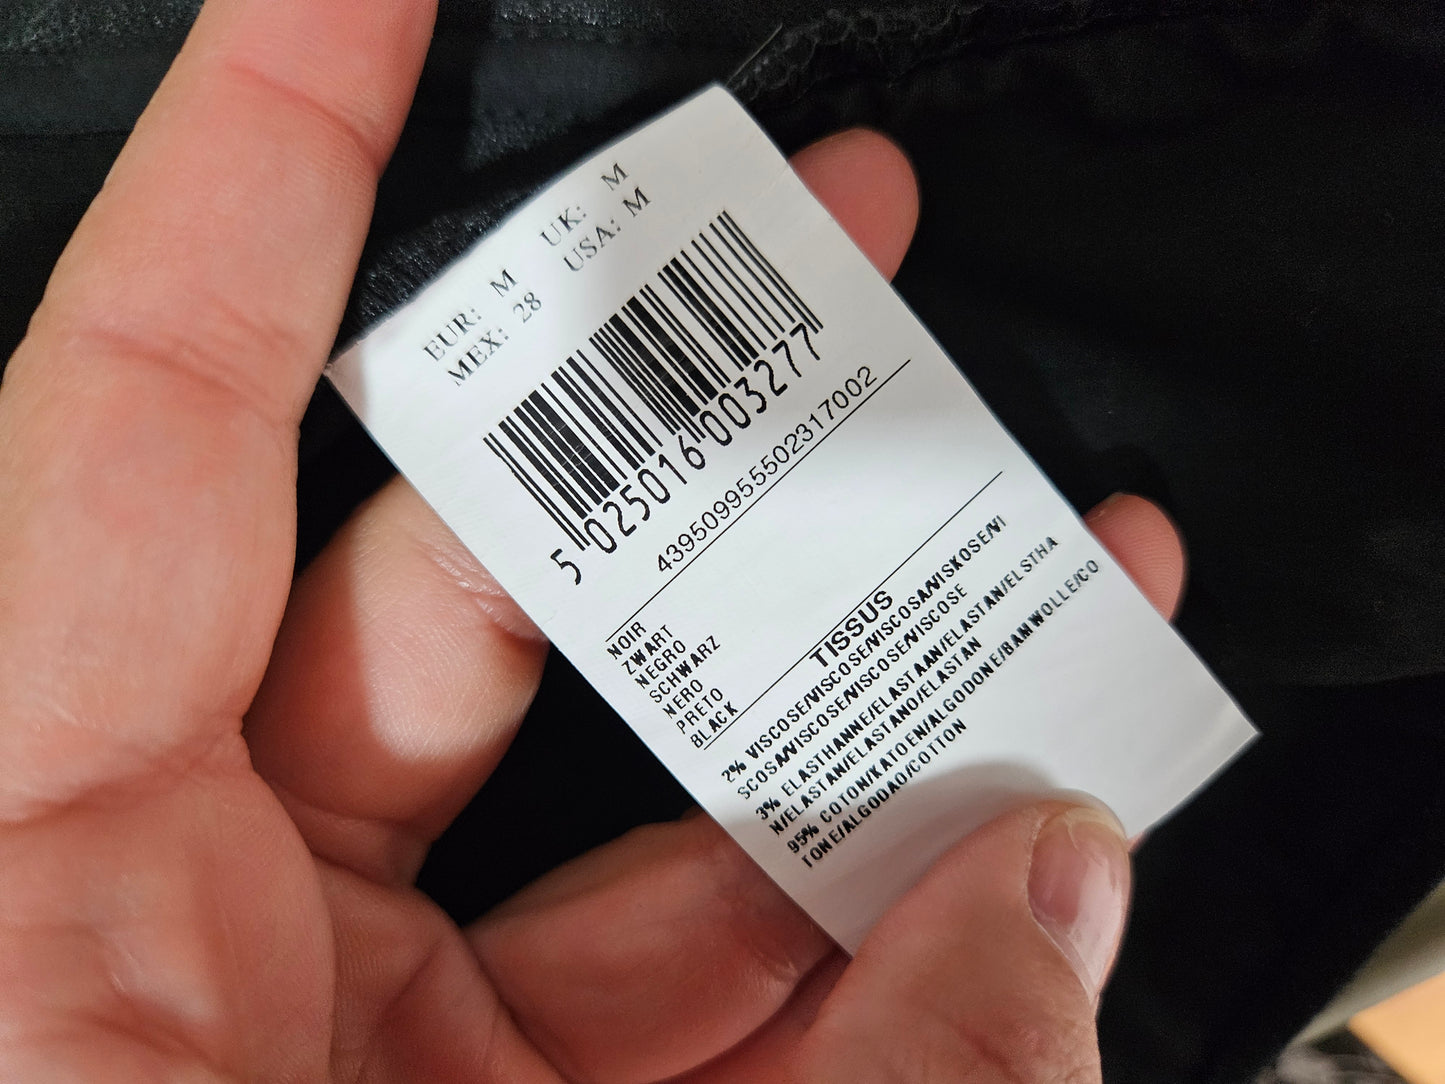 EUR: M UK: M
MEX: 28 USA: M
5 025016 003277
439509955502317002
NOIR
ZWART
NEGRO
SCHWARZ
NERO
PRETO
BLACK
TISSUS
2% VISCOSE/VISCOSE/VISCOSA/VISKOSE/VI
SCOSA/VISCOSE/VISCOSE/VISCOSE
3% ELASTHANNE/ELASTAAN/ELASTAN/ELSTHA
N/ELASTAN/ELASTANO/ELASTAN
95% COTON/KATOEN/ALGODONE/BAMWOLLE/CO
TONE/ALGODAO/COTTON